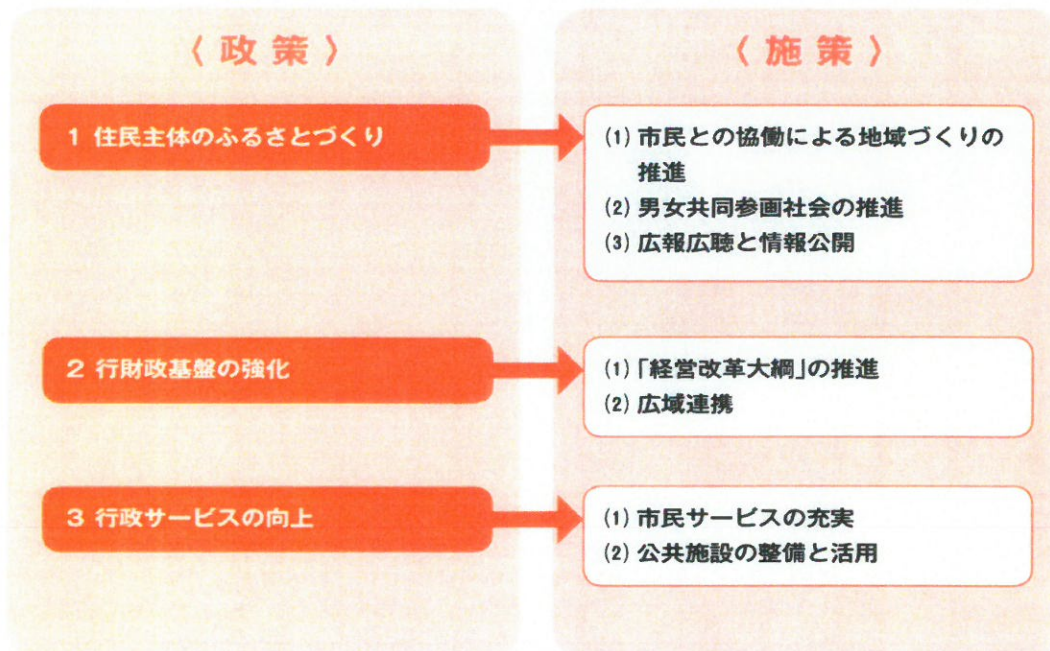 〈政策〉
〈施策〉
1 住民主体のふるさとづくり
(1) 市民との協働による地域づくりの
推進
(2) 男女共同参画社会の推進
(3) 広報広聴と情報公開
2 行財政基盤の強化
(1)「経営改革大綱」の推進
(2) 広域連携
3 行政サービスの向上
(1) 市民サービスの充実
(2) 公共施設の整備と活用